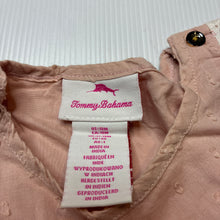 Tommy Bahama
MADE IN
INDIA
FABRIQUÉ EN
INDE
WYPRODUKOWANO
W INDIACH
HERGESTELLT
IN INDIEN
GEPRODUCEERD
IN INDIA